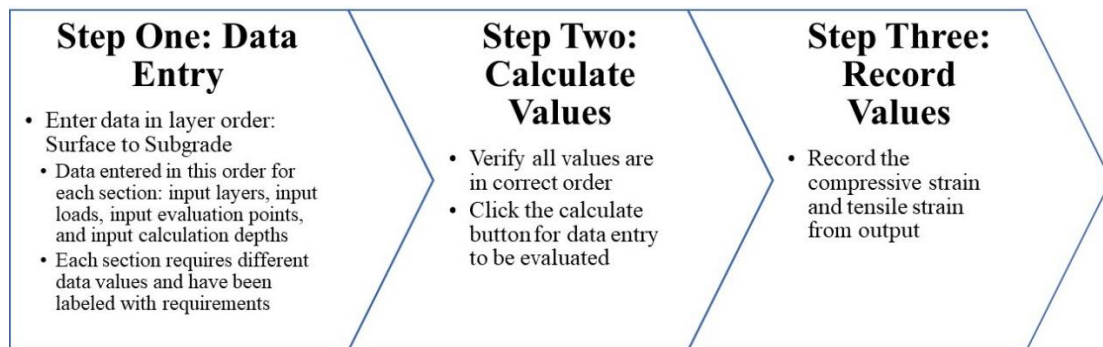 Step One: Data
Entry
• Enter data in layer order:
Surface to Subgrade
• Data entered in this order for
each section: input layers, input
loads, input evaluation points,
and input calculation depths
• Each section requires different
data values and have been
labeled with requirements
Step Two:
Calculate
Values
• Verify all values are
in correct order
• Click the calculate
button for data entry
to be evaluated
Step Three:
Record
Values
• Record the
compressive strain
and tensile strain
from output